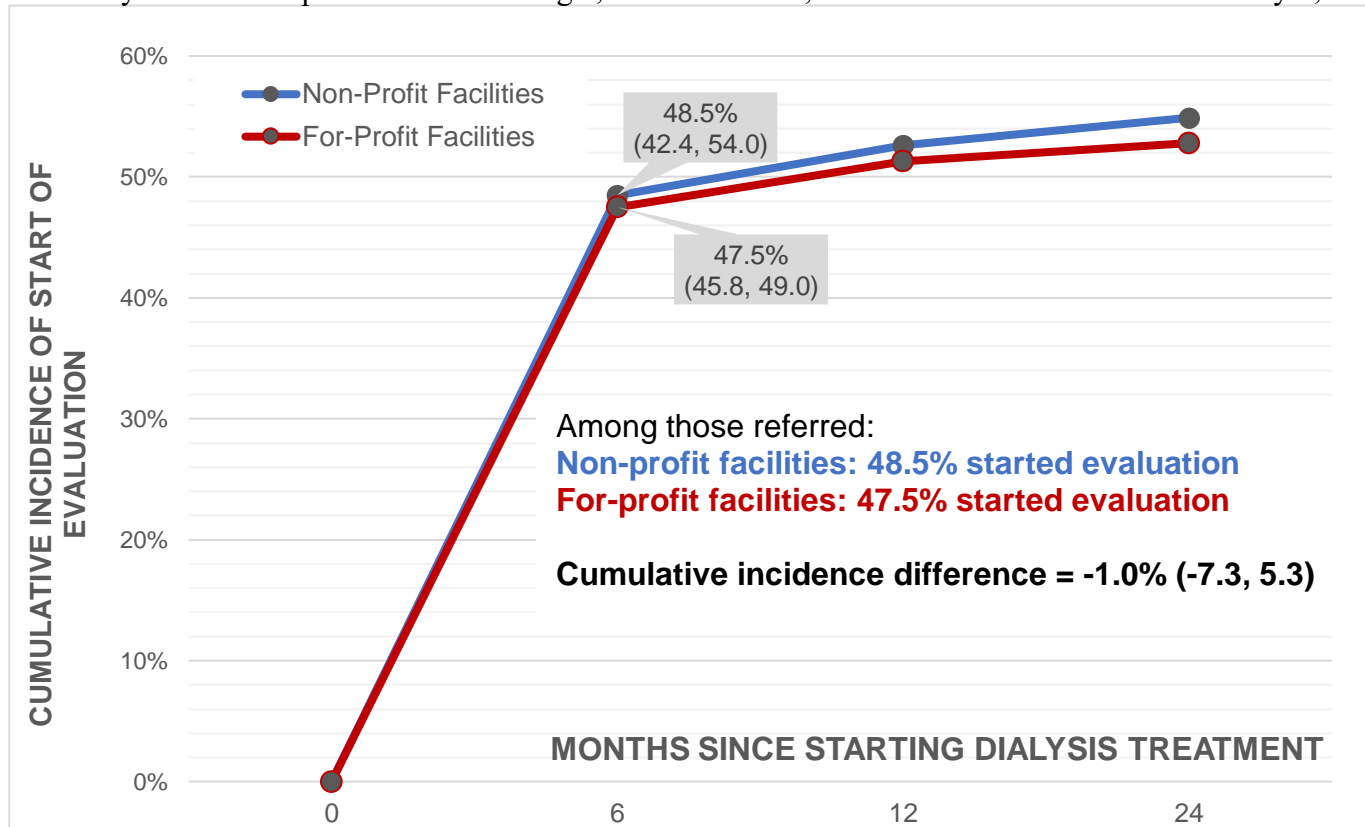 60%
Non-Profit Facilities
For-Profit Facilities
48.5%
(42.4, 54.0)
50%
47.5%
(45.8, 49.0)
40%
CUMULATIVE INCIDENCE OF START OF
EVALUATION
30%
Among those referred:
Non-profit facilities: 48.5% started evaluation
For-profit facilities: 47.5% started evaluation
20%
Cumulative incidence difference = -1.0% (-7.3, 5.3)
10%
MONTHS SINCE STARTING DIALYSIS TREATMENT
0%
0 6 12 24